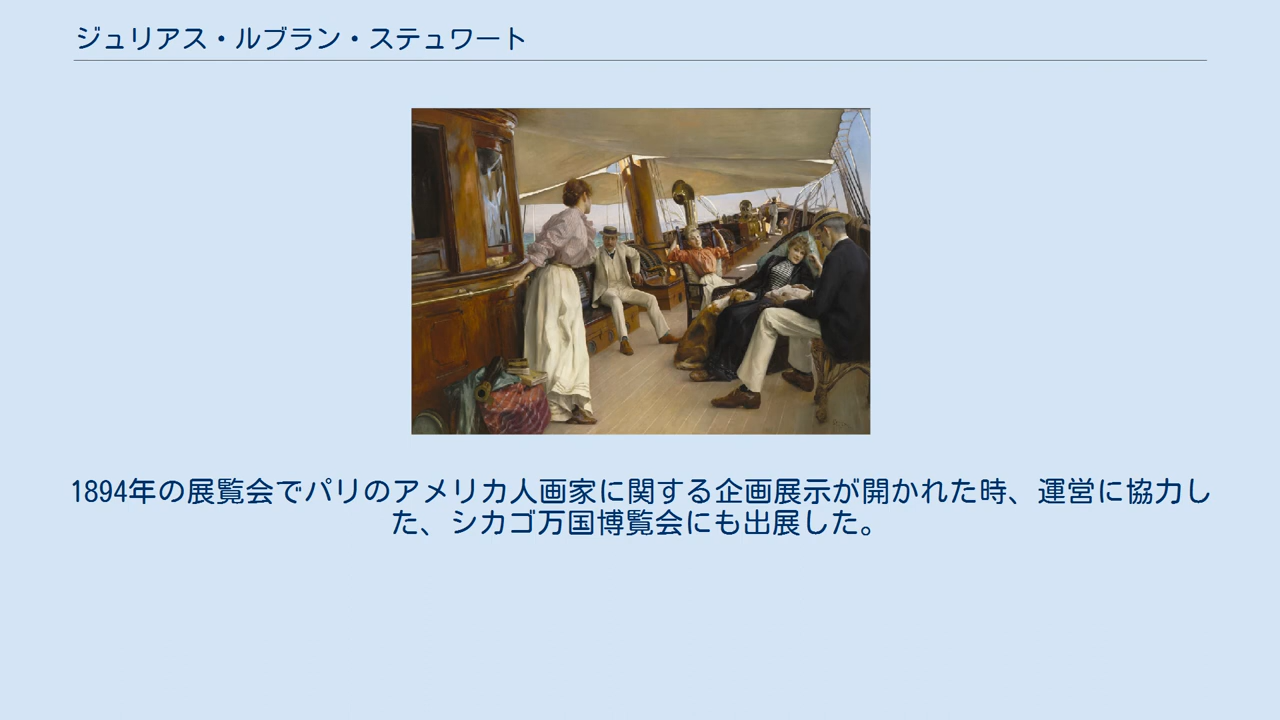 ジュリアス・ルブラン・ステュワート
1894年の展覧会でパリのアメリカ人画家に関する企画展示が開かれた時、運営に協力し
た、シカゴ万国博覧会にも出展した。